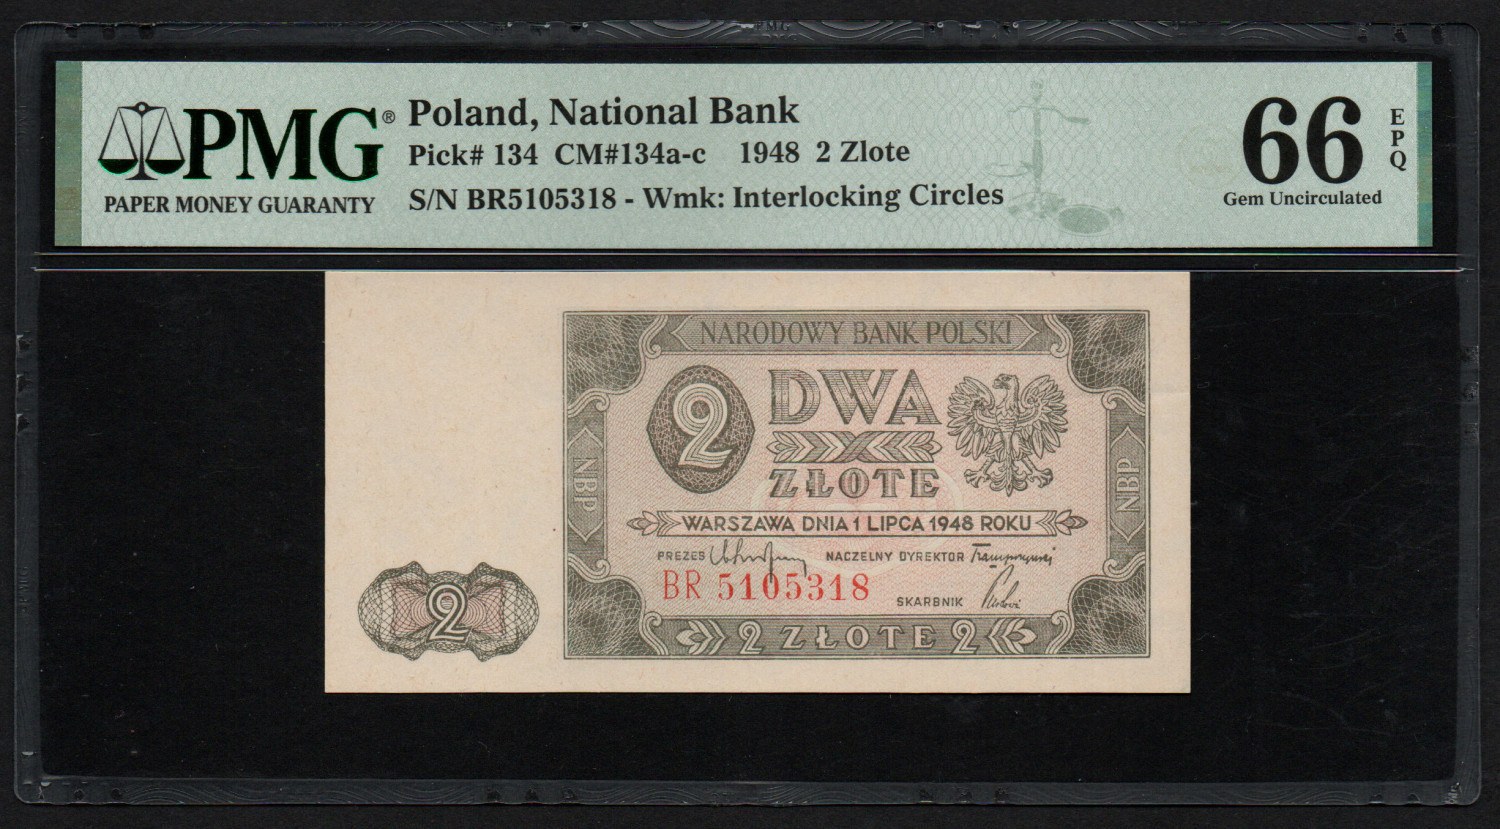 PMG®
PAPER MONEY GUARANTY
Poland, National Bank
Pick# 134 CM#134a-c 1948 2 Zlote
S/N BR5105318 - Wmk: Interlocking Circles
66 EPQ
Gem Uncirculated
NARODOWY BANK POLSKI
2 DWA
ZŁOTE
NBP
NBP
WARSZAWA DNIA 1 LIPCA 1948 ROKU
PREZES NACZELNY DYREKTOR
BR 5105318
SKARBNIK
2
2 ZŁOTE 2